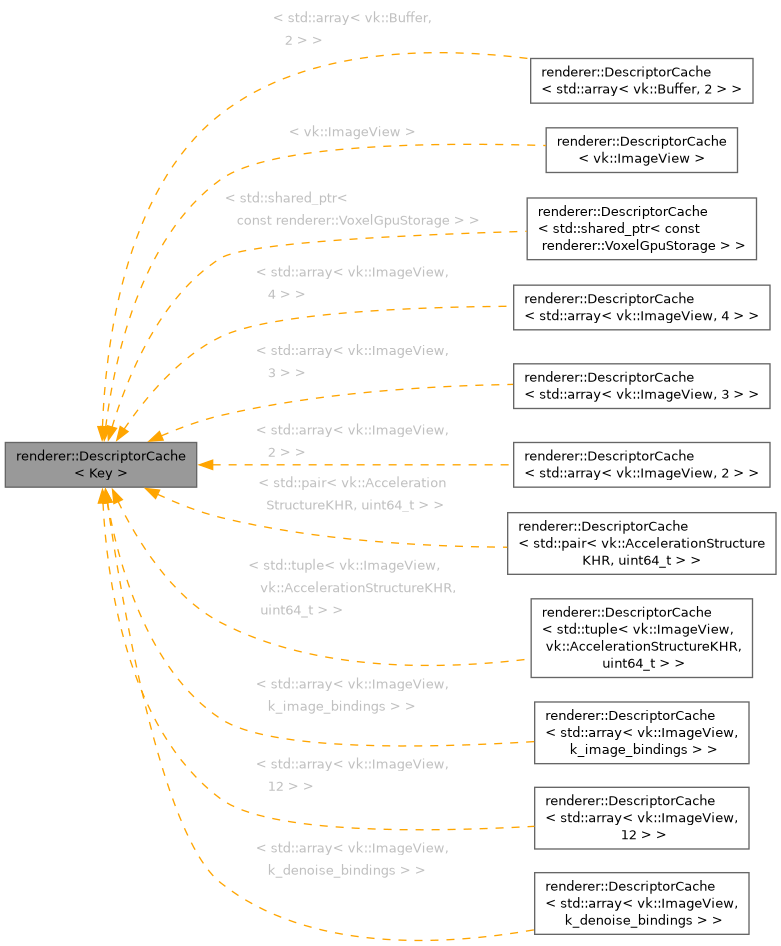 < std::array< vk::Buffer,
2 > >
renderer::DescriptorCache
< std::array< vk::Buffer, 2 > >
< vk::ImageView >
renderer::DescriptorCache
< vk::ImageView >
< std::shared_ptr<
const renderer::VoxelGpuStorage > >
renderer::DescriptorCache
< std::shared_ptr< const
renderer::VoxelGpuStorage > >
< std::array< vk::ImageView,
4 > >
renderer::DescriptorCache
< std::array< vk::ImageView, 4 > >
< std::array< vk::ImageView,
3 > >
renderer::DescriptorCache
< std::array< vk::ImageView, 3 > >
renderer::DescriptorCache
< Key >
< std::array< vk::ImageView,
2 > >
renderer::DescriptorCache
< std::array< vk::ImageView, 2 > >
< std::pair< vk::Acceleration
StructureKHR, uint64_t > >
renderer::DescriptorCache
< std::pair< vk::AccelerationStructure
KHR, uint64_t > >
< std::tuple< vk::ImageView,
vk::AccelerationStructureKHR,
uint64_t > >
renderer::DescriptorCache
< std::tuple< vk::ImageView,
vk::AccelerationStructureKHR,
uint64_t > >
< std::array< vk::ImageView,
k_image_bindings > >
renderer::DescriptorCache
< std::array< vk::ImageView,
k_image_bindings > >
< std::array< vk::ImageView,
12 > >
renderer::DescriptorCache
< std::array< vk::ImageView,
12 > >
< std::array< vk::ImageView,
k_denoise_bindings > >
renderer::DescriptorCache
< std::array< vk::ImageView,
k_denoise_bindings > >